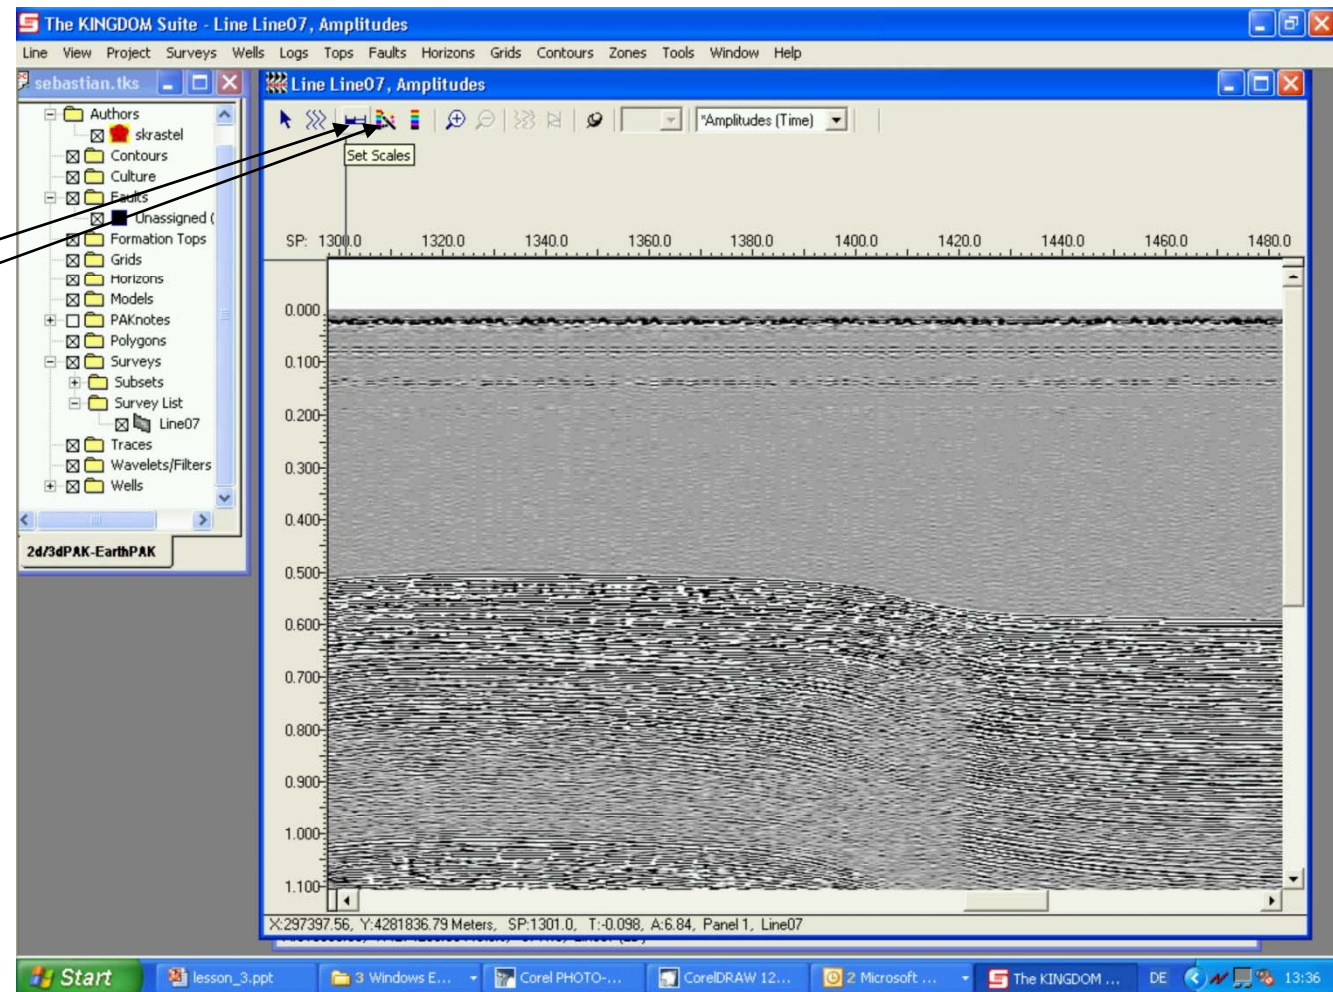 The KINGDOM Suite - Line Line07, Amplitudes
Line View Project Surveys Wells Logs Tops Faults Horizons Grids Contours Zones Tools Window Help
sebastian.tks
Authors
skrastel
Contours
Culture
Faults
Unassigned (
Formation Tops
Grids
Horizons
Models
PAKnotes
Polygons
Surveys
Subsets
Survey List
Line07
Traces
Wavelets/Filters
Wells
2d/3dPAK-EarthPAK
Line Line07, Amplitudes
*Amplitudes (Time)
Set Scales
SP: 1300.0 1320.0 1340.0 1360.0 1380.0 1400.0 1420.0 1440.0 1460.0 1480.0
0.000
0.100
0.200
0.300
0.400
0.500
0.600
0.700
0.800
0.900
1.000
1.100
X:297397.56, Y:4281836.79 Meters, SP:1301.0, T:-0.098, A:6.84, Panel 1, Line07
Start lesson_3.ppt 3 Windows E... Corel PHOTO-... CorelDRAW 12... 2 Microsoft ... The KINGDOM ... DE 13:36